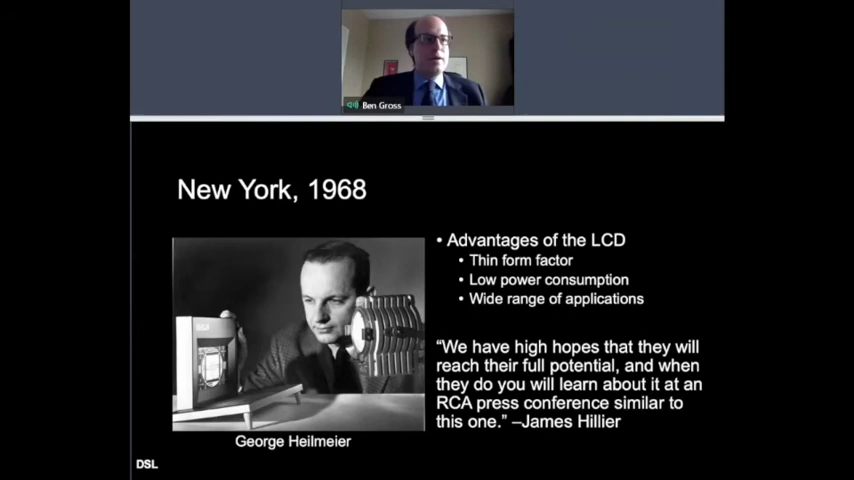 Ben Gross
New York, 1968
• Advantages of the LCD
• Thin form factor
• Low power consumption
• Wide range of applications
RCA
“We have high hopes that they will
reach their full potential, and when
they do you will learn about it at an
RCA press conference similar to
this one.” –James Hillier
George Heilmeier
DSL